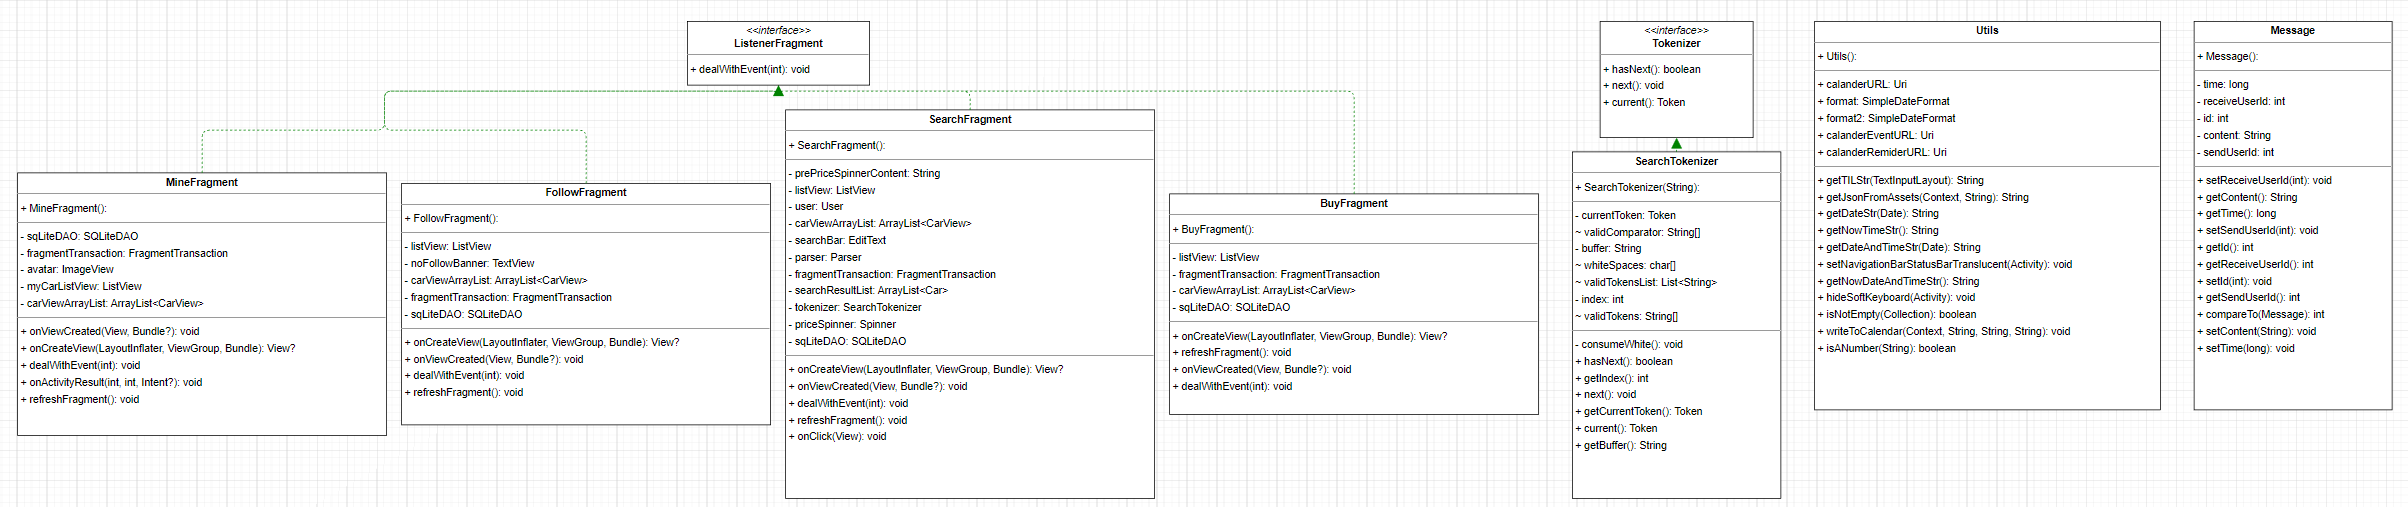 <<interface>>
ListenerFragment
+ dealWithEvent(int): void
MineFragment
+ MineFragment():
- sqLiteDAO: SQLiteDAO
- fragmentTransaction: FragmentTransaction
- avatar: ImageView
- myCarListView: ListView
- carViewArrayList: ArrayList<CarView>
+ onViewCreated(View, Bundle?): void
+ onCreateView(LayoutInflater, ViewGroup, Bundle): View?
+ dealWithEvent(int): void
+ onActivityResult(int, int, Intent?): void
+ refreshFragment(): void
FollowFragment
+ FollowFragment():
- listView: ListView
- noFollowBanner: TextView
- carViewArrayList: ArrayList<CarView>
- fragmentTransaction: FragmentTransaction
- sqLiteDAO: SQLiteDAO
+ onCreateView(LayoutInflater, ViewGroup, Bundle): View?
+ onViewCreated(View, Bundle?): void
+ dealWithEvent(int): void
+ refreshFragment(): void
SearchFragment
+ SearchFragment():
- prePriceSpinnerContent: String
- listView: ListView
- user: User
- carViewArrayList: ArrayList<CarView>
- searchBar: EditText
- parser: Parser
- fragmentTransaction: FragmentTransaction
- searchResultList: ArrayList<Car>
- tokenizer: SearchTokenizer
- priceSpinner: Spinner
- sqLiteDAO: SQLiteDAO
+ onCreateView(LayoutInflater, ViewGroup, Bundle): View?
+ onViewCreated(View, Bundle?): void
+ dealWithEvent(int): void
+ refreshFragment(): void
+ onClick(View): void
BuyFragment
+ BuyFragment():
- listView: ListView
- fragmentTransaction: FragmentTransaction
- carViewArrayList: ArrayList<CarView>
- sqLiteDAO: SQLiteDAO
+ onCreateView(LayoutInflater, ViewGroup, Bundle): View?
+ refreshFragment(): void
+ onViewCreated(View, Bundle?): void
+ dealWithEvent(int): void
<<interface>>
Tokenizer
+ hasNext(): boolean
+ next(): void
+ current(): Token
SearchTokenizer
+ SearchTokenizer(String):
- currentToken: Token
~ validComparator: String[]
- buffer: String
~ whiteSpaces: char[]
~ validTokensList: List<String>
- index: int
~ validTokens: String[]
- consumeWhite(): void
+ hasNext(): boolean
+ getIndex(): int
+ next(): void
+ getCurrentToken(): Token
+ current(): Token
+ getBuffer(): String
Utils
+ Utils():
+ calanderURL: Uri
+ format: SimpleDateFormat
+ format2: SimpleDateFormat
+ calanderEventURL: Uri
+ calanderRemiderURL: Uri
+ getTILStr(TextInputLayout): String
+ getJsonFromAssets(Context, String): String
+ getDateStr(Date): String
+ getNowTimeStr(): String
+ getDateAndTimeStr(Date): String
+ setNavigationBarStatusBarTranslucent(Activity): void
+ getNowDateAndTimeStr(): String
+ hideSoftKeyboard(Activity): void
+ isNotEmpty(Collection): boolean
+ writeToCalendar(Context, String, String, String): void
+ isANumber(String): boolean
Message
+ Message():
- time: long
- receiveUserId: int
- id: int
- content: String
- sendUserId: int
+ setReceiveUserId(int): void
+ getContent(): String
+ getTime(): long
+ setSendUserId(int): void
+ getId(): int
+ getReceiveUserId(): int
+ setId(int): void
+ getSendUserId(): int
+ compareTo(Message): int
+ setContent(String): void
+ setTime(long): void